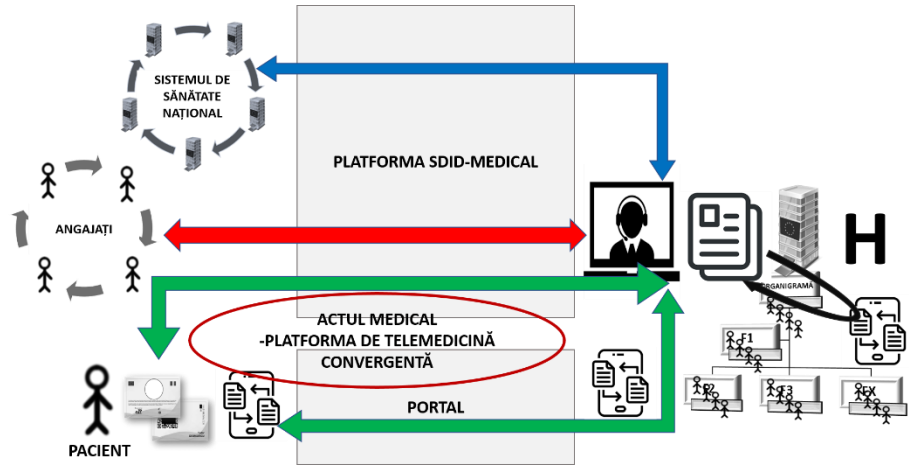 SISTEMUL DE
SĂNĂTATE
NAȚIONAL
PLATFORMA SDID-MEDICAL
ANGAJAȚI
H
ORGANIGRAMĂ
ACTUL MEDICAL
-PLATFORMA DE TELEMEDICINĂ
CONVERGENTĂ
F1
F2
F3
FX
PORTAL
PACIENT